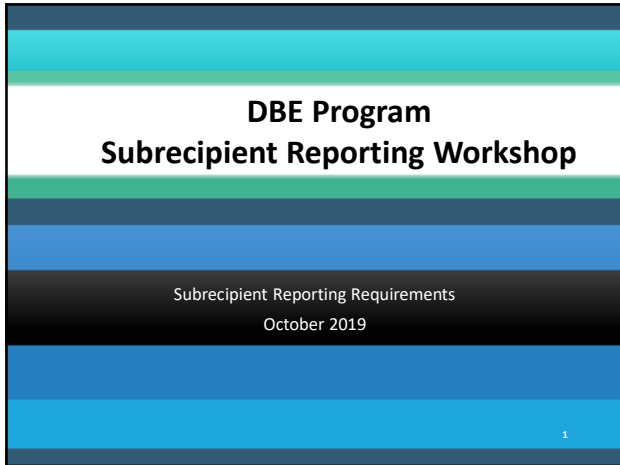 DBE Program
Subrecipient Reporting Workshop
Subrecipient Reporting Requirements
October 2019
1